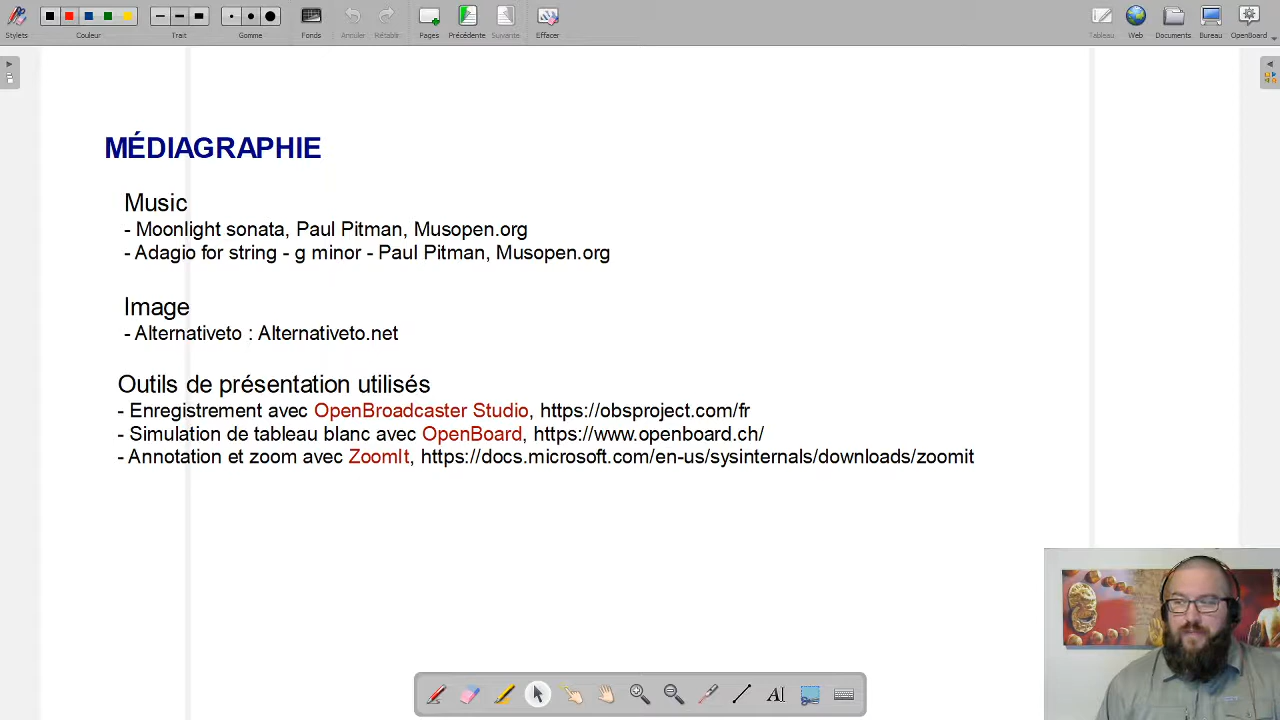 Stylets
Couleur
Trait
Gomme
Fonds
Annuler
Rétablir
Pages
Précédente
Suivante
Effacer
Tableau
Web
Documents
Bureau
OpenBoard
MÉDIAGRAPHIE
Music
- Moonlight sonata, Paul Pitman, Musopen.org
- Adagio for string - g minor - Paul Pitman, Musopen.org
Image
- Alternativeto : Alternativeto.net
Outils de présentation utilisés
- Enregistrement avec OpenBroadcaster Studio, https://obsproject.com/fr
- Simulation de tableau blanc avec OpenBoard, https://www.openboard.ch/
- Annotation et zoom avec ZoomIt, https://docs.microsoft.com/en-us/sysinternals/downloads/zoomit